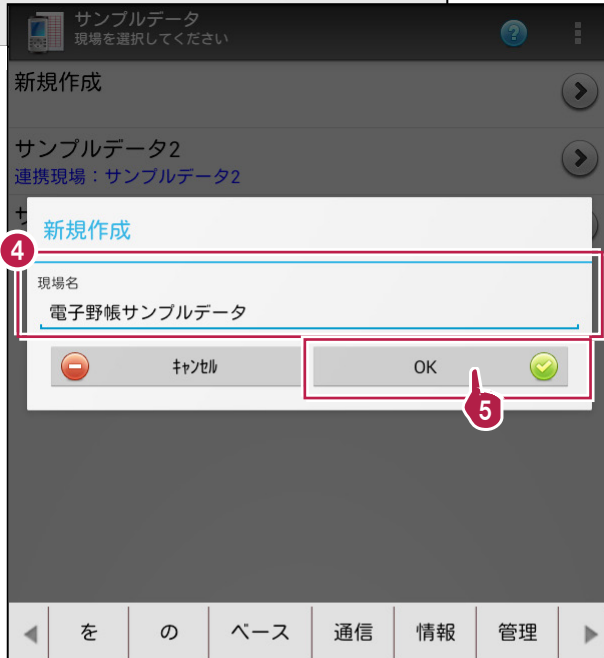 サンプルデータ
現場を選択してください
新規作成
サンプルデータ2
連携現場：サンプルデータ2
サ
新規作成
4
現場名
電子野帳サンプルデータ
ｷｬﾝｾﾙ
OK
5
を の ベース 通信 情報 管理